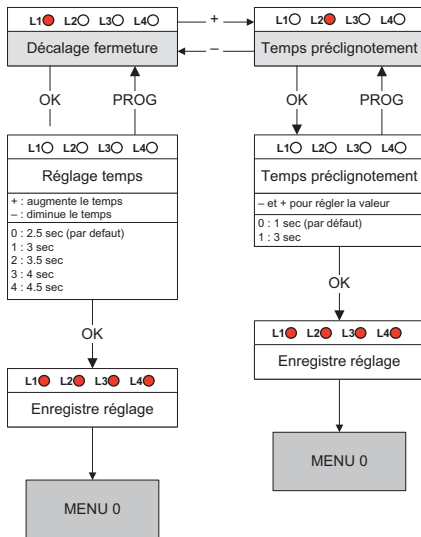 L1 L2 L3 L4
Décalage fermeture
+
–
L1 L2 L3 L4
Temps préclignotement
OK
PROG
OK
PROG
L1 L2 L3 L4
Réglage temps
+ : augmente le temps
– : diminue le temps
0 : 2.5 sec (par defaut)
1 : 3 sec
2 : 3.5 sec
3 : 4 sec
4 : 4.5 sec
OK
L1 L2 L3 L4
Enregistre réglage
MENU 0
L1 L2 L3 L4
Temps préclignotement
– et + pour régler la valeur
0 : 1 sec (par défaut)
1 : 3 sec
OK
L1 L2 L3 L4
Enregistre réglage
MENU 0